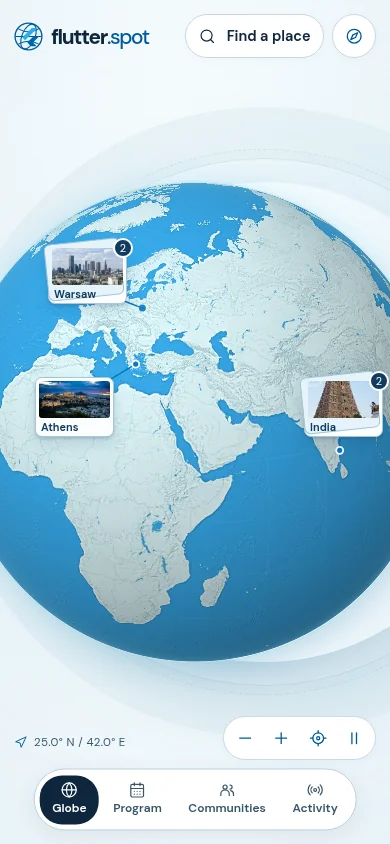 flutter.spot
Find a place
2
Warsaw
Athens
2
India
25.0° N / 42.0° E
Globe
Program
Communities
Activity